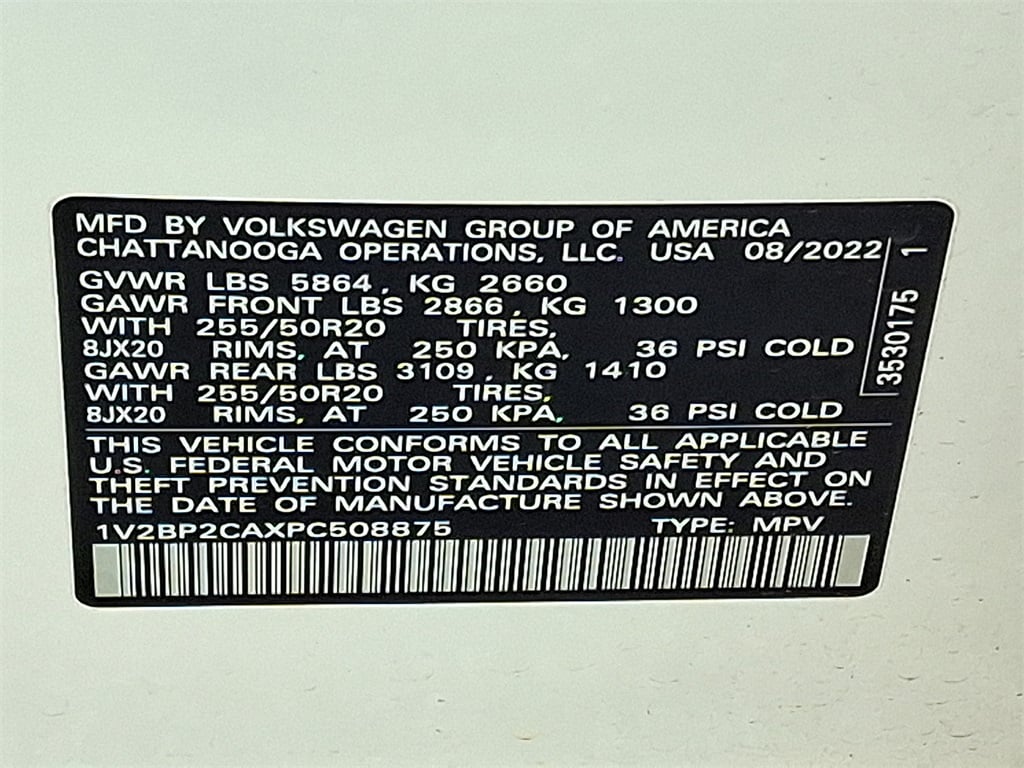 MFD BY VOLKSWAGEN GROUP OF AMERICA
CHATTANOOGA OPERATIONS, LLC. USA 08/2022
GVWR LBS 5864, KG 2660
GAWR FRONT LBS 2866, KG 1300
WITH 255/50R20 TIRES,
8JX20 RIMS, AT 250 KPA, 36 PSI COLD
GAWR REAR LBS 3109, KG 1410
WITH 255/50R20 TIRES,
8JX20 RIMS, AT 250 KPA, 36 PSI COLD
3530175 1
THIS VEHICLE CONFORMS TO ALL APPLICABLE
U.S. FEDERAL MOTOR VEHICLE SAFETY AND
THEFT PREVENTION STANDARDS IN EFFECT ON
THE DATE OF MANUFACTURE SHOWN ABOVE.
1V2BP2CAXPC508875 TYPE: MPV